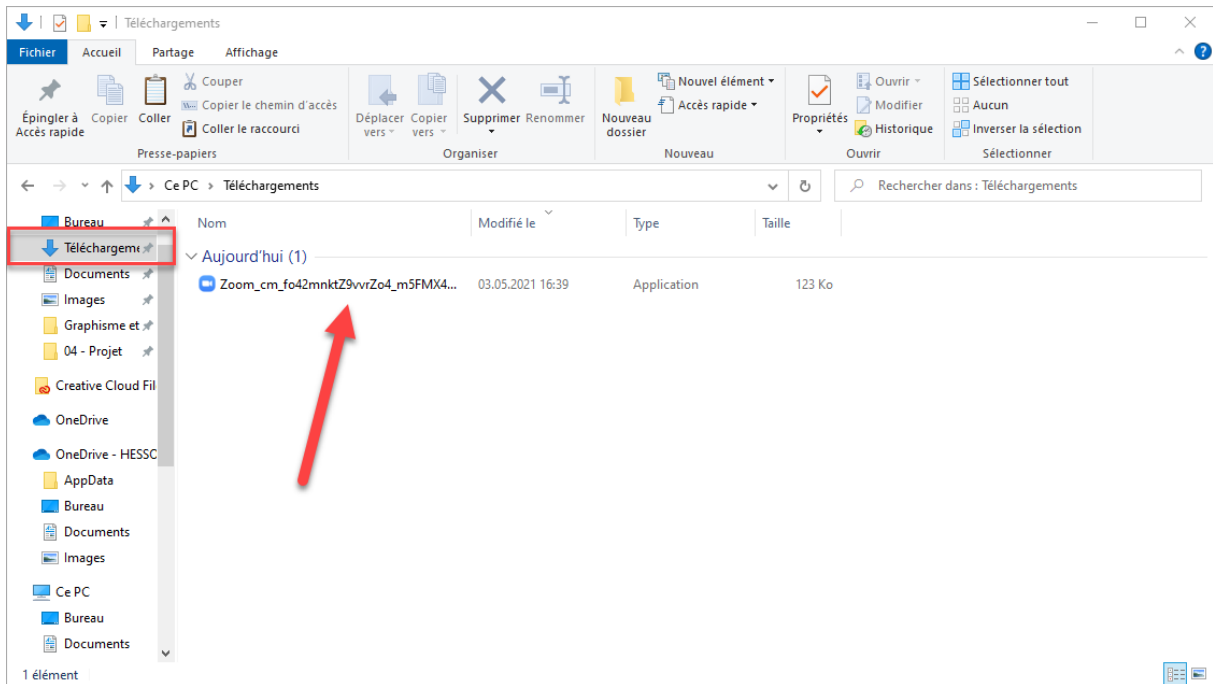 Téléchargements
Fichier Accueil Partage Affichage
Épingler à Accès rapide
Copier
Coller
Couper
Copier le chemin d'accès
Coller le raccourci
Déplacer vers
Copier vers
Supprimer
Renommer
Nouveau dossier
Nouvel élément
Accès rapide
Propriétés
Ouvrir
Modifier
Historique
Sélectionner tout
Aucun
Inverser la sélection
Presse-papiers Organiser Nouveau Ouvrir Sélectionner
Ce PC > Téléchargements
Rechercher dans : Téléchargements
Bureau
Téléchargeme
Documents
Images
Graphisme et
04 - Projet
Creative Cloud Fil
OneDrive
OneDrive - HESSO
AppData
Bureau
Documents
Images
Ce PC
Bureau
Documents
Nom Modifié le Type Taille
Aujourd'hui (1)
Zoom_cm_fo42mnktZ9vvrZo4_m5FMX4... 03.05.2021 16:39 Application 123 Ko
1 élément